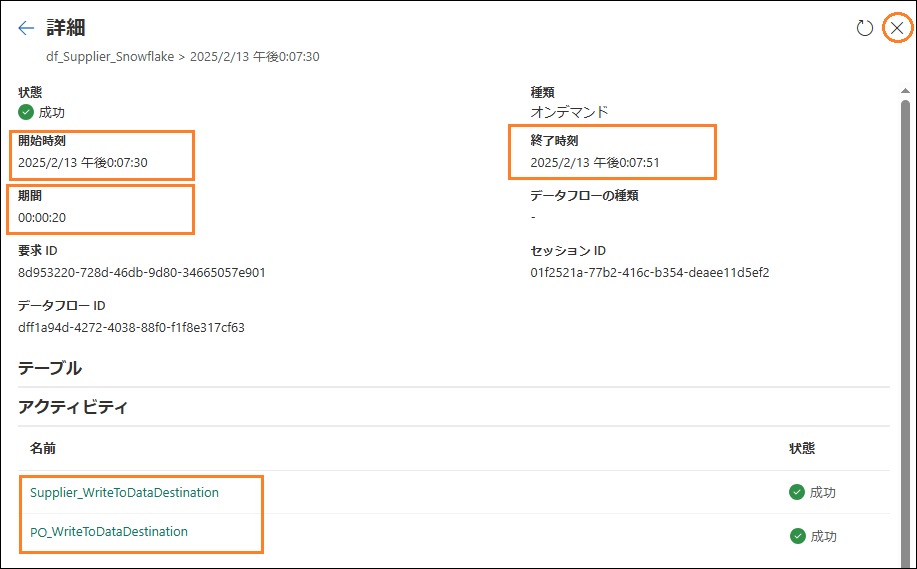 詳細
df_Supplier_Snowflake > 2025/2/13 午後0:07:30
状態
成功
種類
オンデマンド
開始時刻
2025/2/13 午後0:07:30
終了時刻
2025/2/13 午後0:07:51
期間
00:00:20
データフローの種類
-
要求 ID
8d953220-728d-46db-9d80-34665057e901
セッション ID
01f2521a-77b2-416c-b354-deaee11d5ef2
データフロー ID
dff1a94d-4272-4038-88f0-f1f8e317cf63
テーブル
アクティビティ
名前 状態
Supplier_WriteToDataDestination 成功
PO_WriteToDataDestination 成功